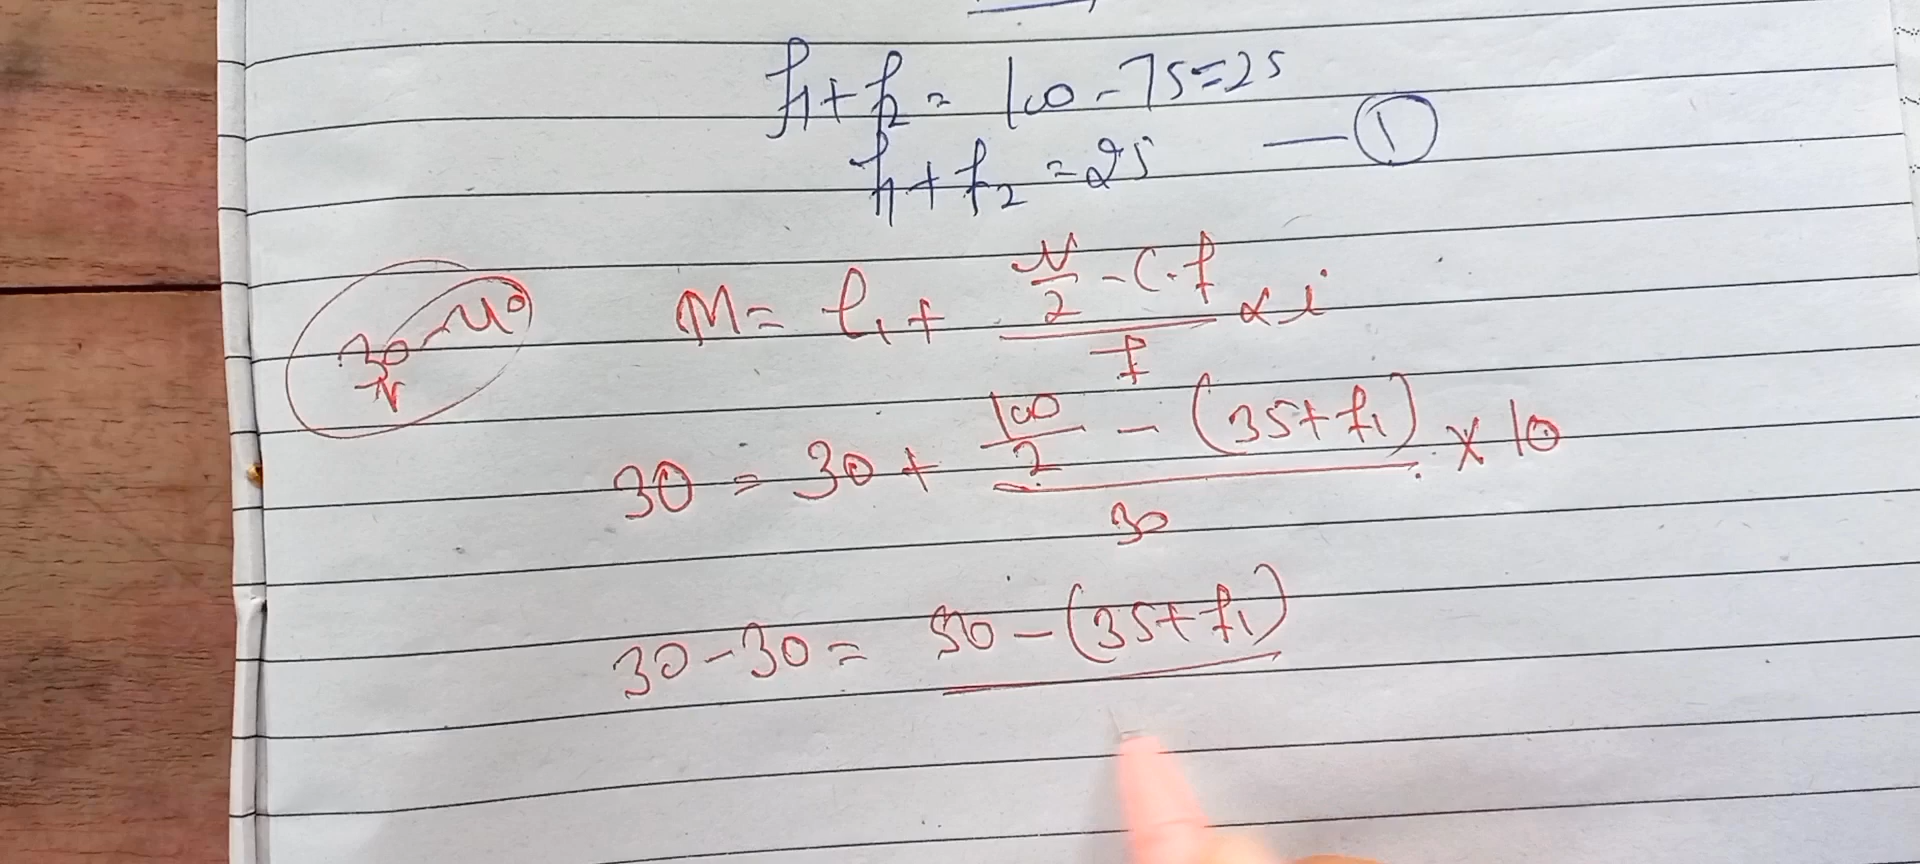 f1 + f2 = 100 - 75 = 25
f1 + f2 = 25 — ①
30 - 40
M = l1 + (N/2 - C.f)/f × i
30 = 30 + (100/2 - (35 + f1))/30 × 10
30 - 30 = 50 - (35 + f1)